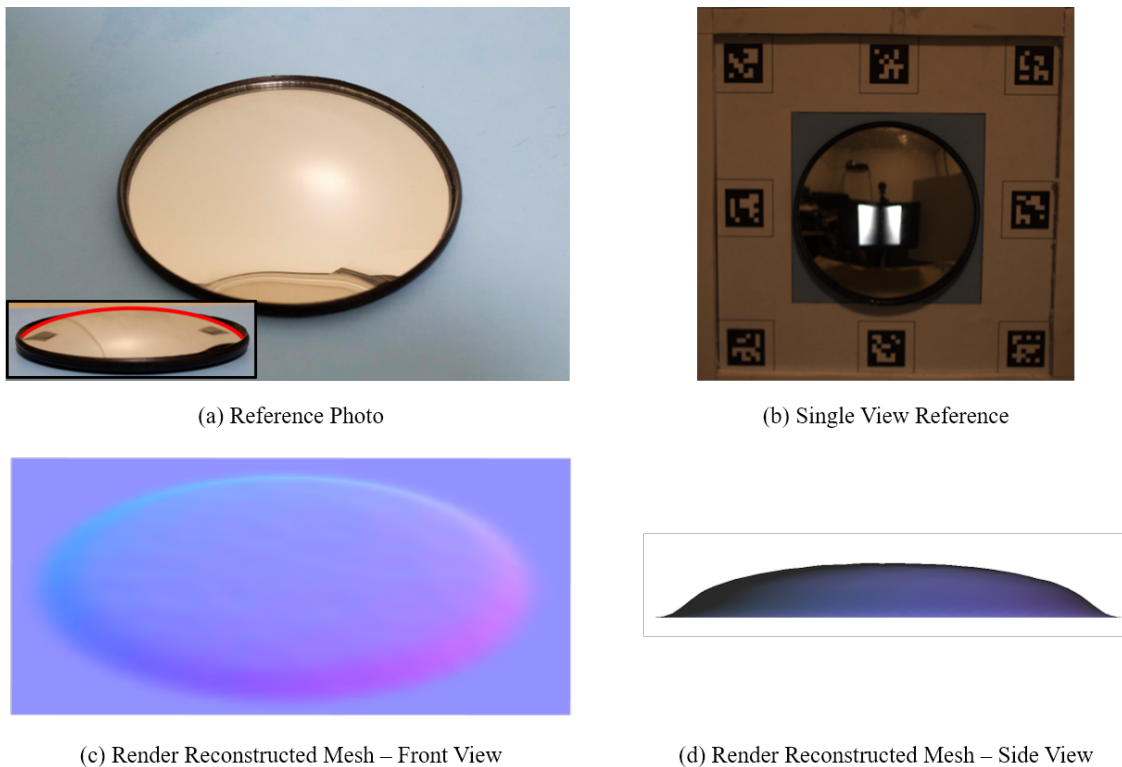 (a) Reference Photo
(b) Single View Reference
(c) Render Reconstructed Mesh – Front View
(d) Render Reconstructed Mesh – Side View